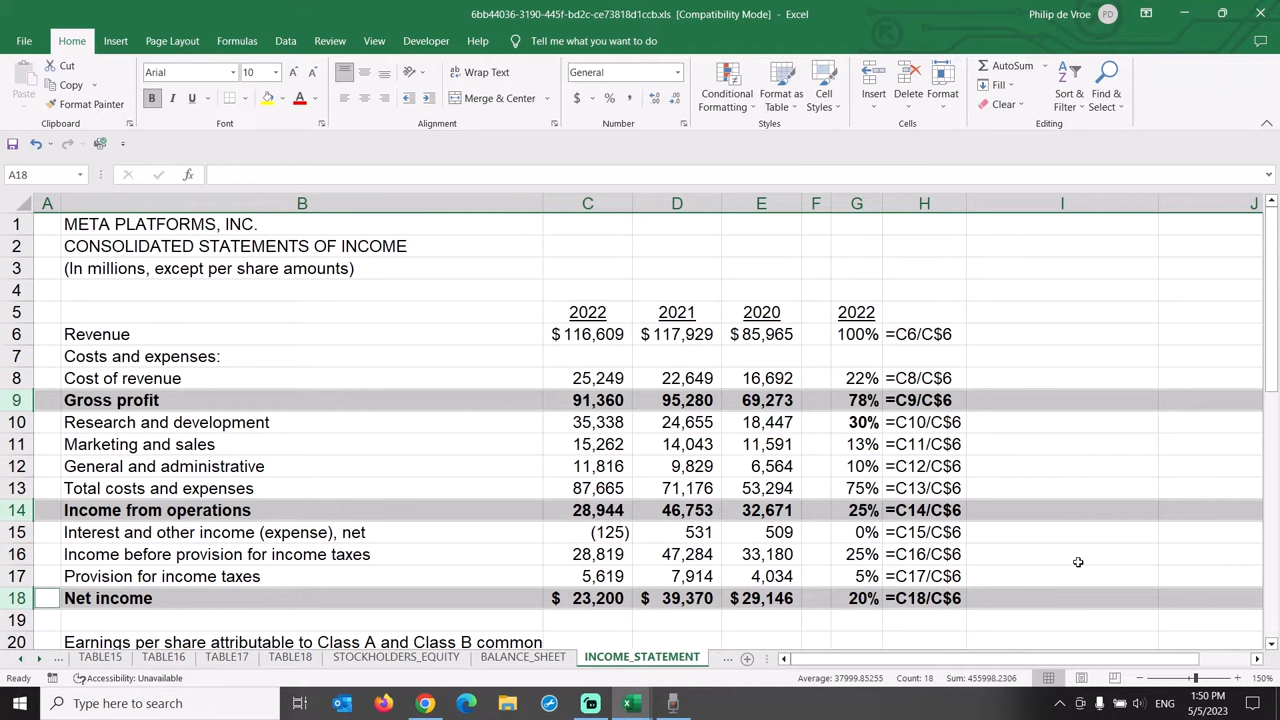 6bb44036-3190-445f-bd2c-ce73818d1ccb.xls [Compatibility Mode] - Excel
Philip de Vroe PD
File Home Insert Page Layout Formulas Data Review View Developer Help Tell me what you want to do
Cut
Copy
Format Painter
Paste
Clipboard
Arial 10
B I U
Font
Wrap Text
Merge & Center
Alignment
General
$ % ,
Number
Conditional Formatting
Format as Table
Cell Styles
Styles
Insert Delete Format
Cells
AutoSum
Fill
Clear
Sort & Filter
Find & Select
Editing
A18 fx
A B C D E F G H I J
1 META PLATFORMS, INC.
2 CONSOLIDATED STATEMENTS OF INCOME
3 (In millions, except per share amounts)
4
5 2022 2021 2020 2022
6 Revenue $ 116,609 $ 117,929 $ 85,965 100% =C6/C$6
7 Costs and expenses:
8 Cost of revenue 25,249 22,649 16,692 22% =C8/C$6
9 Gross profit 91,360 95,280 69,273 78% =C9/C$6
10 Research and development 35,338 24,655 18,447 30% =C10/C$6
11 Marketing and sales 15,262 14,043 11,591 13% =C11/C$6
12 General and administrative 11,816 9,829 6,564 10% =C12/C$6
13 Total costs and expenses 87,665 71,176 53,294 75% =C13/C$6
14 Income from operations 28,944 46,753 32,671 25% =C14/C$6
15 Interest and other income (expense), net (125) 531 509 0% =C15/C$6
16 Income before provision for income taxes 28,819 47,284 33,180 25% =C16/C$6
17 Provision for income taxes 5,619 7,914 4,034 5% =C17/C$6
18 Net income $ 23,200 $ 39,370 $ 29,146 20% =C18/C$6
19
20 Earnings per share attributable to Class A and Class B common
... TABLE15 TABLE16 TABLE17 TABLE18 STOCKHOLDERS_EQUITY BALANCE_SHEET INCOME_STATEMENT ...
Ready Accessibility: Unavailable Average: 37999.85255 Count: 18 Sum: 455998.2306 150%
Type here to search
ENG
1:50 PM
5/5/2023